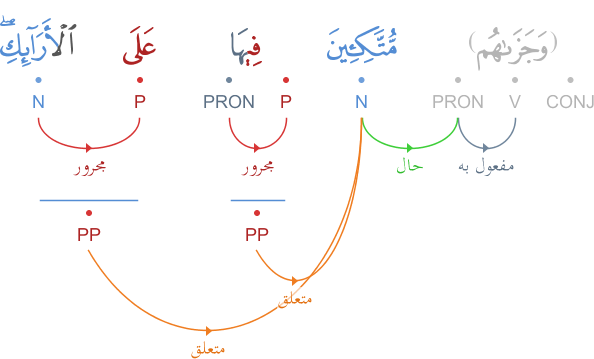 (وَجَزَىٰهُم) مُّتَّكِـِٔينَ فِيهَا عَلَى ٱلْأَرَآئِكِ ۖ
CONJ V PRON N P PRON P N
مفعول به حال مجرور مجرور
PP PP
متعلق
متعلق